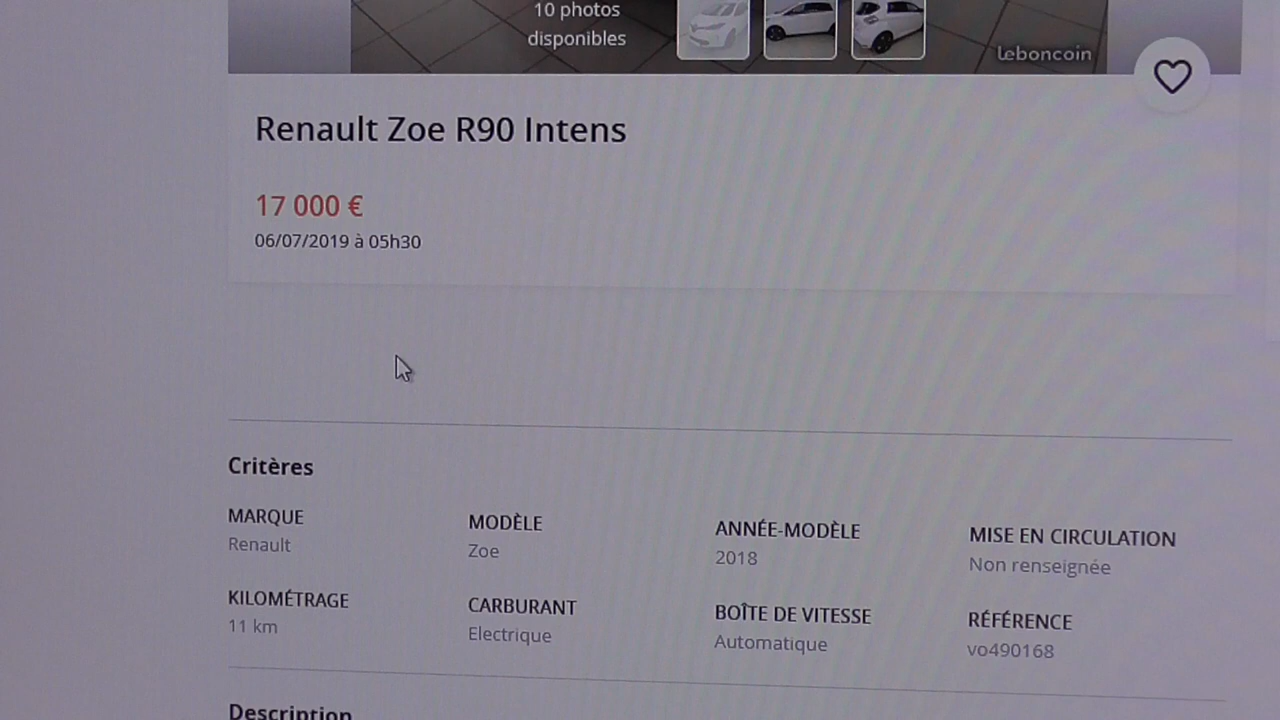 10 photos
disponibles
leboncoin
Renault Zoe R90 Intens
17 000 €
06/07/2019 à 05h30
Critères
MARQUE
Renault
MODÈLE
Zoe
ANNÉE-MODÈLE
2018
MISE EN CIRCULATION
Non renseignée
KILOMÉTRAGE
11 km
CARBURANT
Electrique
BOÎTE DE VITESSE
Automatique
RÉFÉRENCE
vo490168
Description